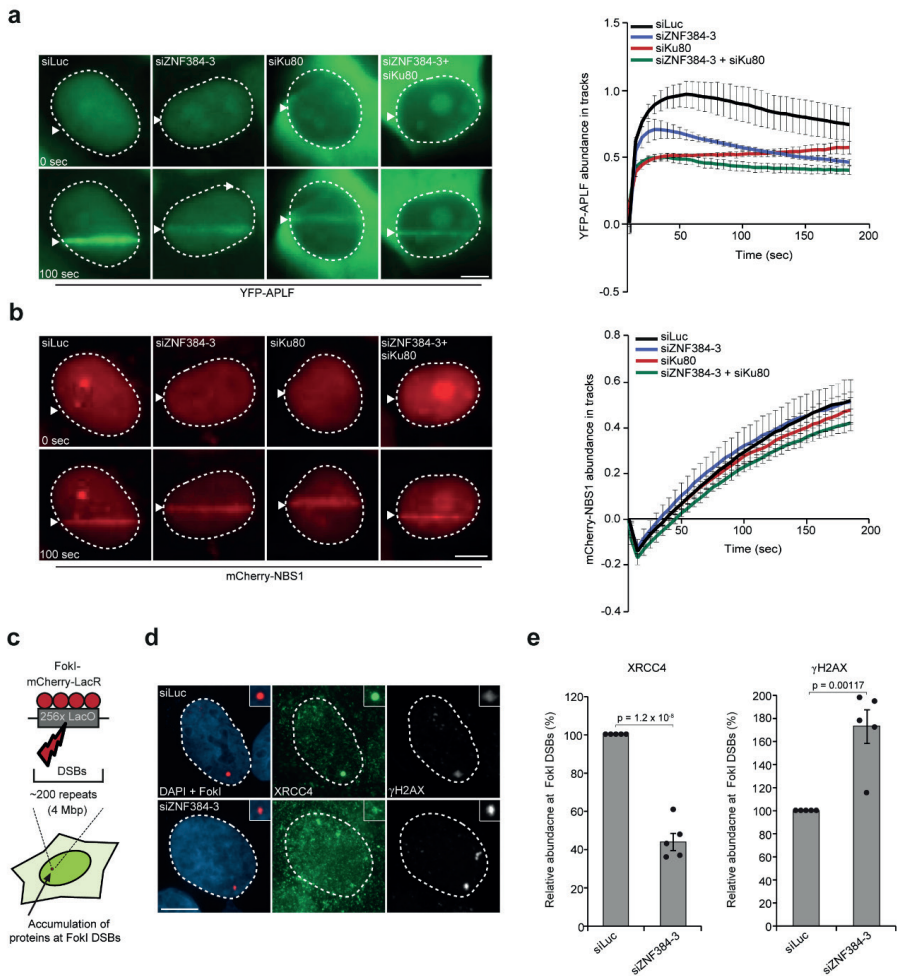 a
siLuc
siZNF384-3
siKu80
siZNF384-3+
siKu80
0 sec
100 sec
YFP-APLF
siLuc
siZNF384-3
siKu80
siZNF384-3 + siKu80
YFP-APLF abundance in tracks
1.5
1.0
0.5
0.0
-0.5
50
100
150
200
Time (sec)
b
siLuc
siZNF384-3
siKu80
siZNF384-3+
siKu80
0 sec
100 sec
mCherry-NBS1
siLuc
siZNF384-3
siKu80
siZNF384-3 + siKu80
mCherry-NBS1 abundance in tracks
0.8
0.6
0.4
0.2
0.0
-0.2
-0.4
50
100
150
200
Time (sec)
c
FokI-
mCherry-LacR
256x LacO
DSBs
~200 repeats
(4 Mbp)
Accumulation of
proteins at FokI DSBs
d
siLuc
DAPI + FokI
XRCC4
γH2AX
siZNF384-3
e
XRCC4
Relative abundacne at FokI DSBs (%)
100
80
60
40
20
0
p = 1.2 x 10⁻⁶
siLuc
siZNF384-3
γH2AX
Relative abundacne at FokI DSBs (%)
200
180
160
140
120
100
80
60
40
20
0
p = 0.00117
siLuc
siZNF384-3